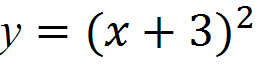 y = (x + 3)²